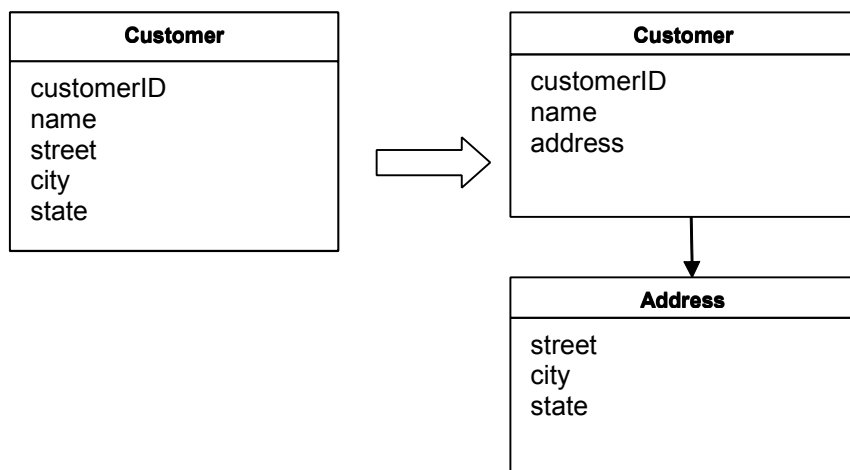 Customer
customerID
name
street
city
state
Customer
customerID
name
address
Address
street
city
state